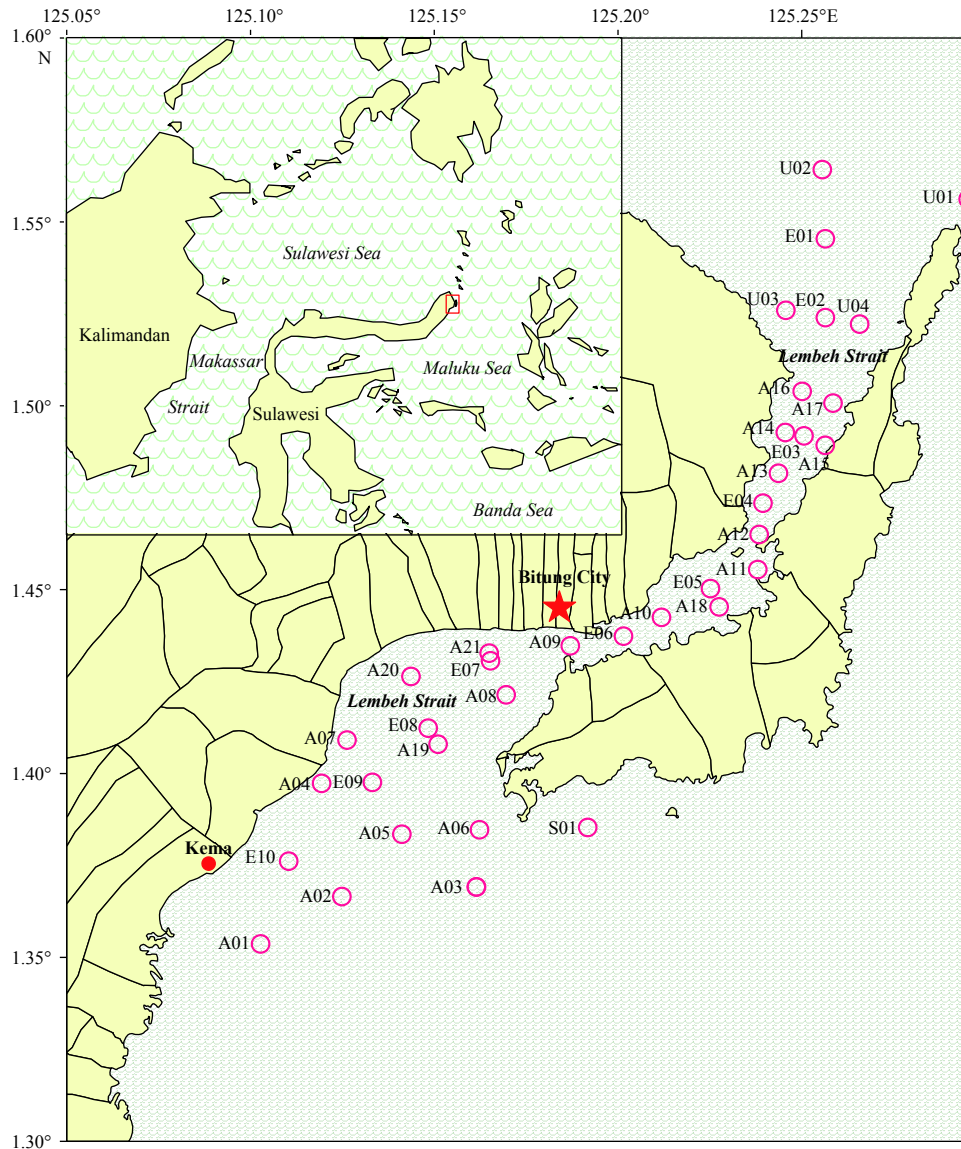 125.05° 125.10° 125.15° 125.20° 125.25°E
1.60°
N
1.55°
1.50°
1.45°
1.40°
1.35°
1.30°
Sulawesi Sea
Kalimandan
Makassar
Strait
Sulawesi
Maluku Sea
Banda Sea
U02
U01
E01
U03
E02
U04
Lembeh Strait
A16
A17
A14
E03
A15
A13
E04
A12
A11
Bitung City
E05
A18
A10
E06
A09
A21
E07
A20
A08
Lembeh Strait
E08
A19
A07
A04
E09
A05
A06
S01
Kema
E10
A03
A02
A01